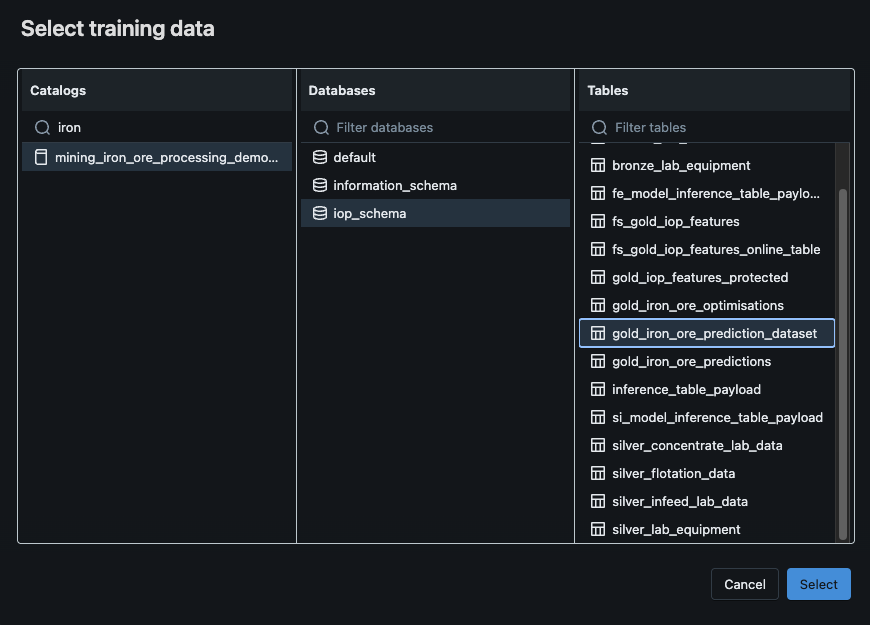 Select training data
Catalogs
iron
mining_iron_ore_processing_demo...
Databases
Filter databases
default
information_schema
iop_schema
Tables
Filter tables
bronze_lab_equipment
fe_model_inference_table_paylo...
fs_gold_iop_features
fs_gold_iop_features_online_table
gold_iop_features_protected
gold_iron_ore_optimisations
gold_iron_ore_prediction_dataset
gold_iron_ore_predictions
inference_table_payload
si_model_inference_table_payload
silver_concentrate_lab_data
silver_flotation_data
silver_infeed_lab_data
silver_lab_equipment
Cancel
Select